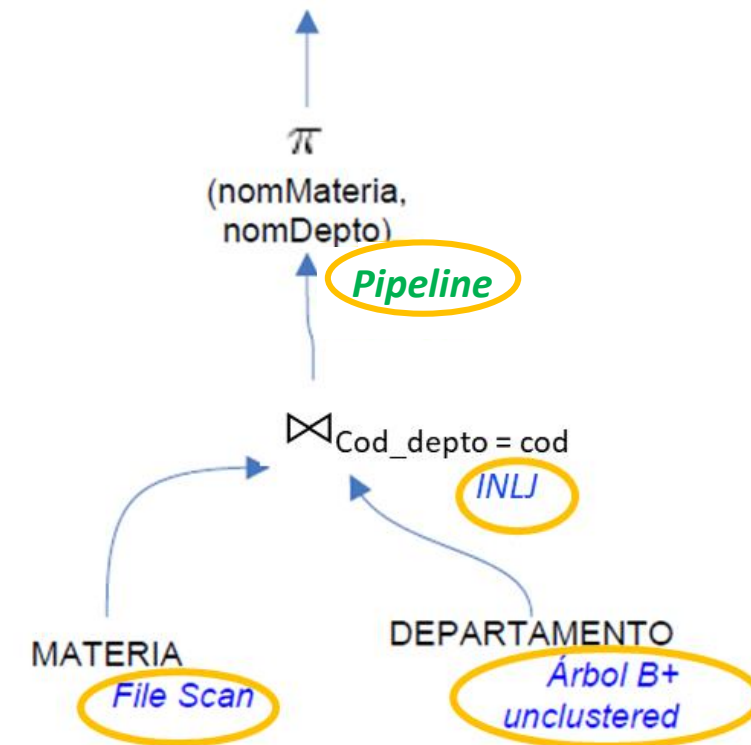 π
(nomMateria,
nomDepto)
Pipeline
⋈Cod_depto = cod
INLJ
MATERIA
File Scan
DEPARTAMENTO
Árbol B+
unclustered